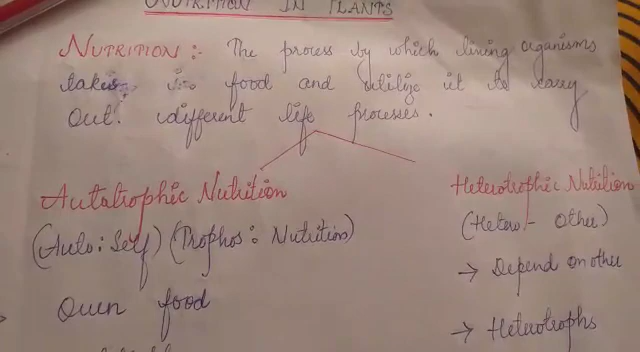 NUTRITION IN PLANTS
NUTRITION :- The process by which living organisms
takes in food and utilize it to carry
out different life processes.
Autotrophic Nutrition
(Auto : Self) (Trophos : Nutrition)
Own food
Heterotrophic Nutrition
(Hetero - Other)
→ Depend on other
→ Heterotrophs